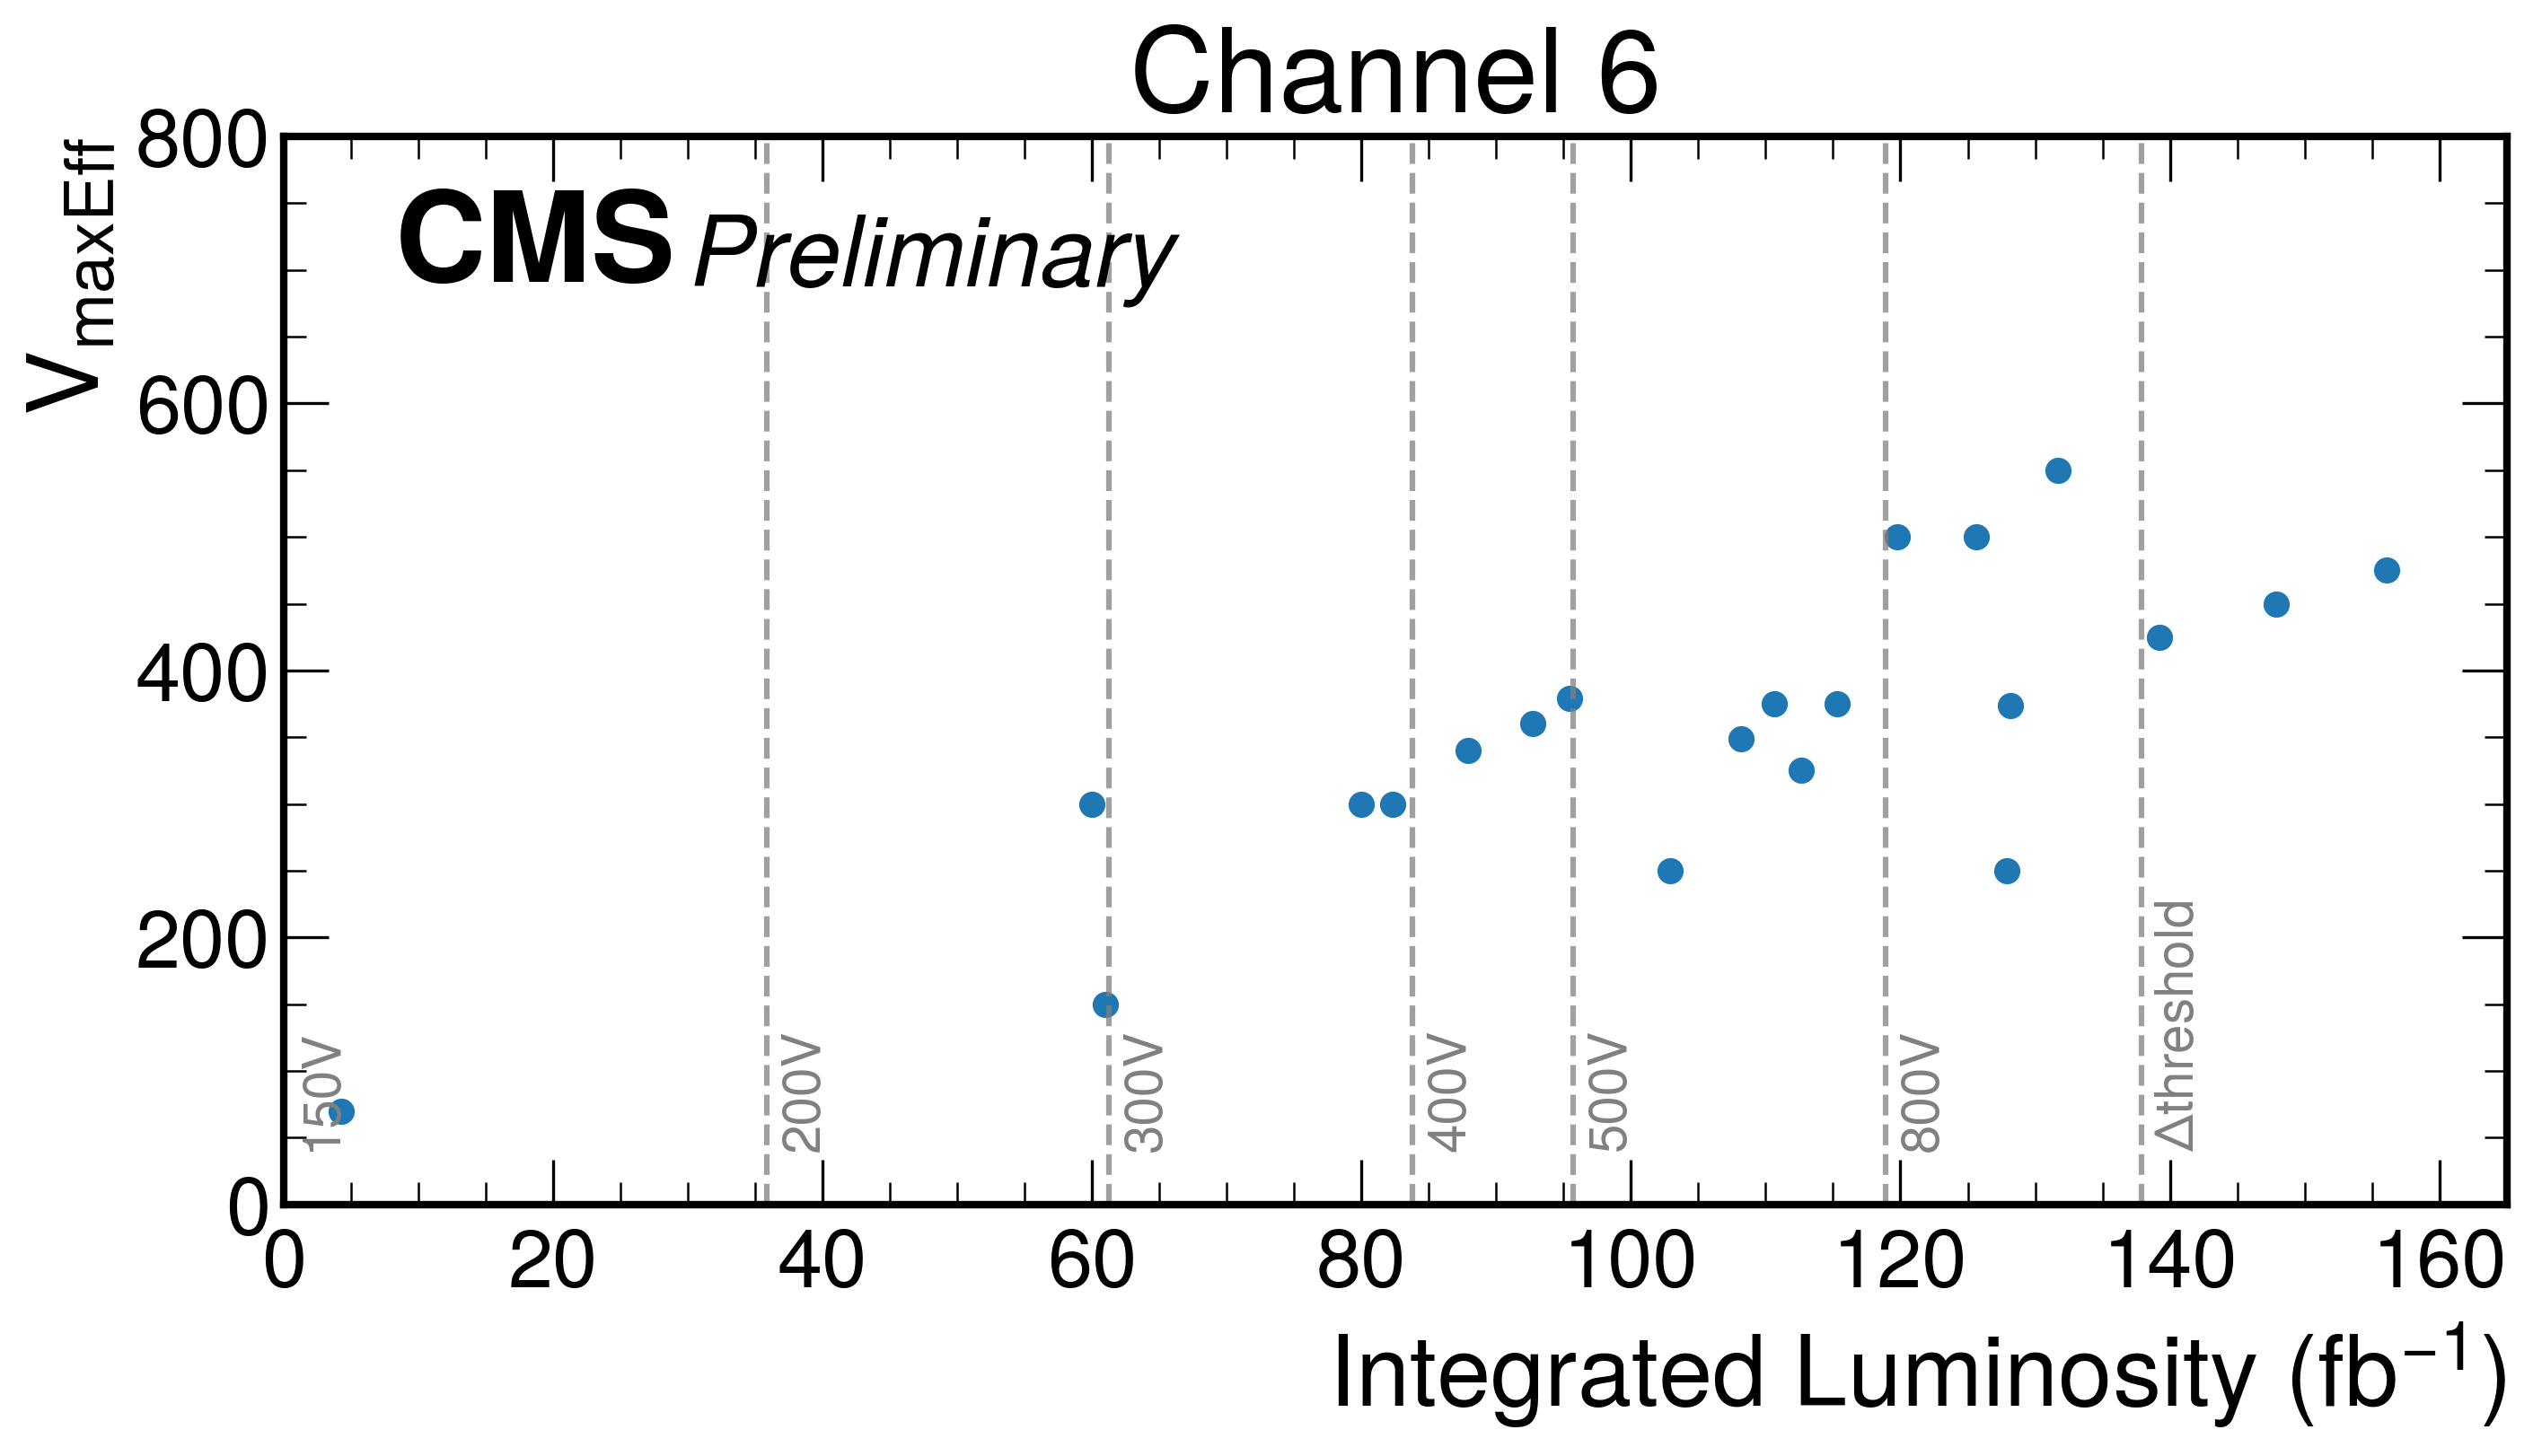 Channel 6
CMS Preliminary
V_maxEff
800
600
400
200
0
150V
200V
300V
400V
500V
800V
Δthreshold
0 20 40 60 80 100 120 140 160
Integrated Luminosity (fb⁻¹)